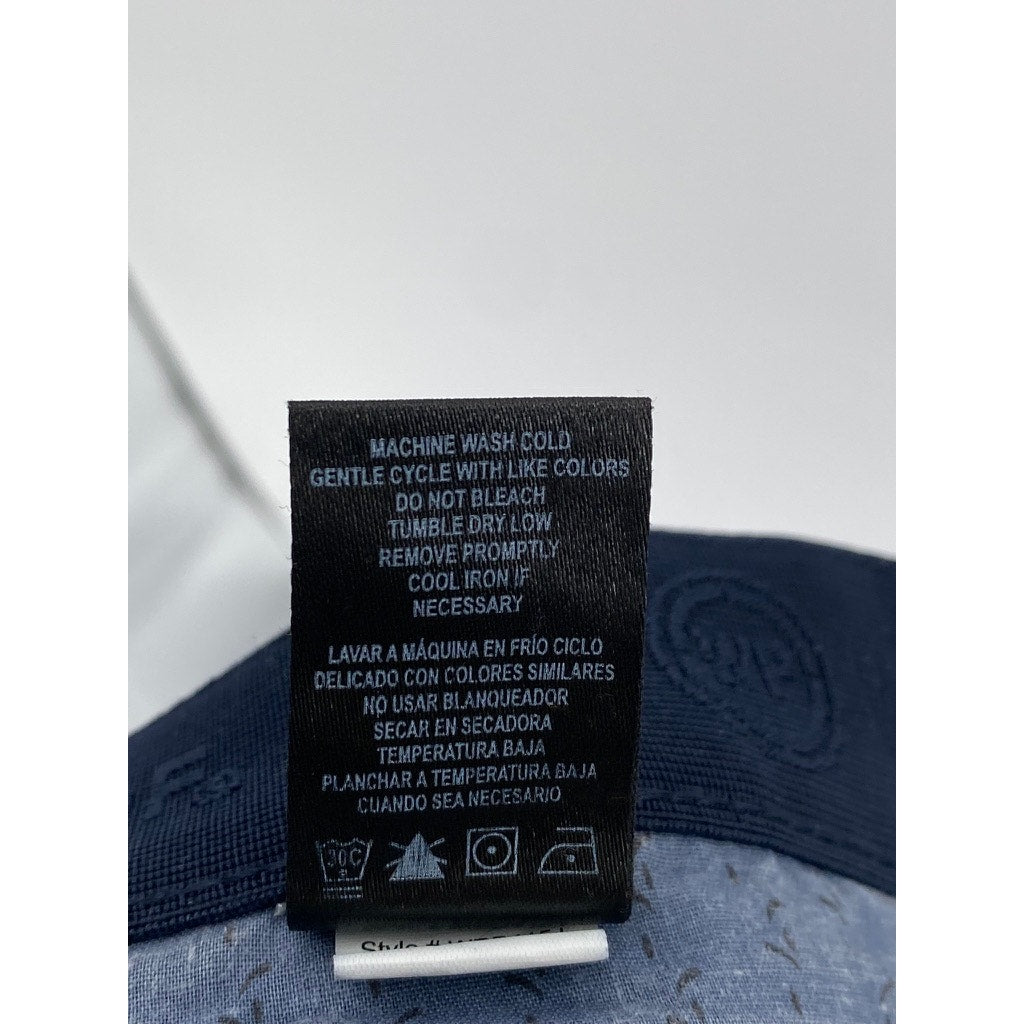 MACHINE WASH COLD
GENTLE CYCLE WITH LIKE COLORS
DO NOT BLEACH
TUMBLE DRY LOW
REMOVE PROMPTLY
COOL IRON IF
NECESSARY
LAVAR A MÁQUINA EN FRÍO CICLO
DELICADO CON COLORES SIMILARES
NO USAR BLANQUEADOR
SECAR EN SECADORA
TEMPERATURA BAJA
PLANCHAR A TEMPERATURA BAJA
CUANDO SEA NECESARIO
30C
Style #